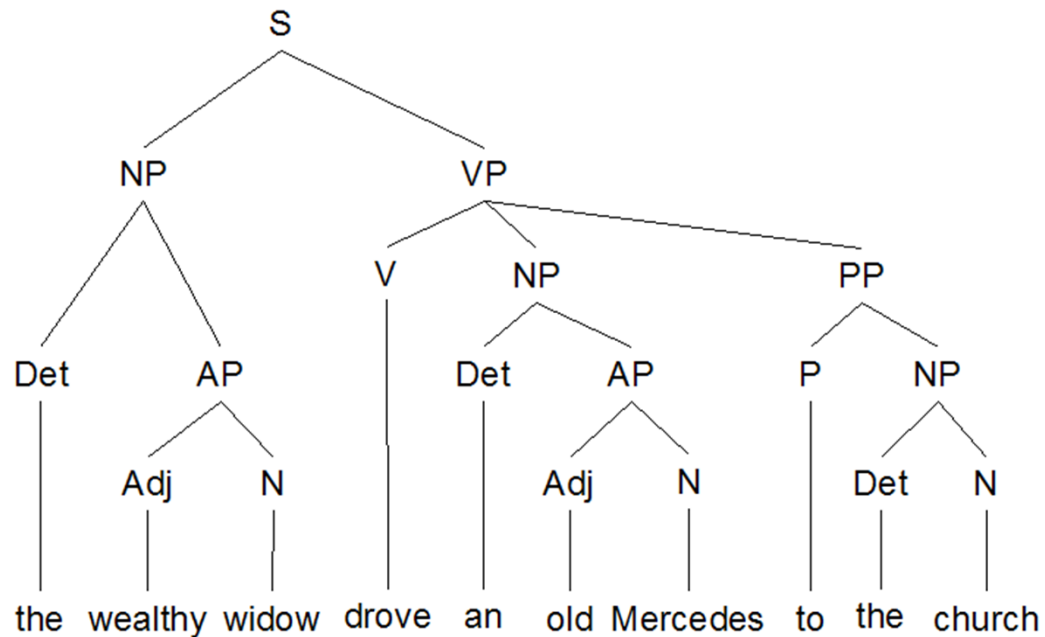 S
NP VP
V NP PP
Det AP Det AP P NP
Adj N Adj N Det N
the wealthy widow drove an old Mercedes to the church